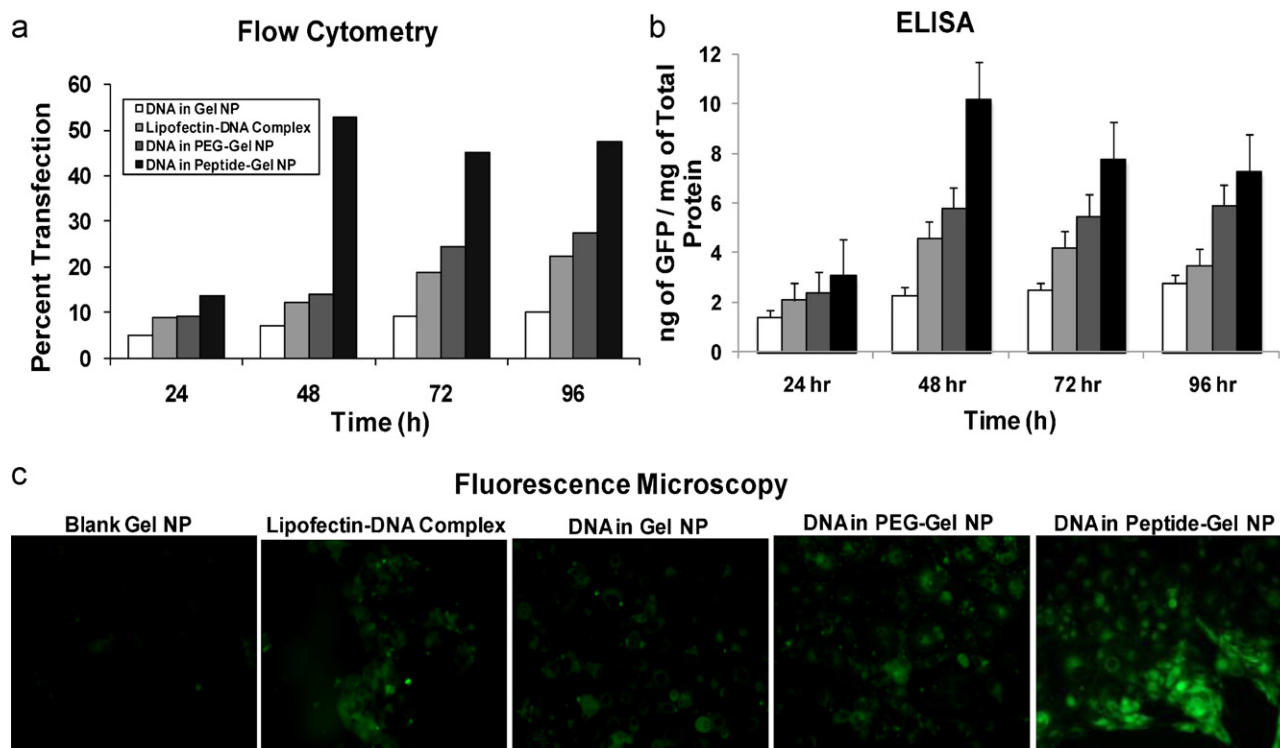 a
Flow Cytometry
Percent Transfection
60
50
40
30
20
10
0
DNA in Gel NP
Lipofectin-DNA Complex
DNA in PEG-Gel NP
DNA in Peptide-Gel NP
24
48
72
96
Time (h)
b
ELISA
ng of GFP / mg of Total
Protein
12
10
8
6
4
2
0
24 hr
48 hr
72 hr
96 hr
Time (h)
c
Fluorescence Microscopy
Blank Gel NP
Lipofectin-DNA Complex
DNA in Gel NP
DNA in PEG-Gel NP
DNA in Peptide-Gel NP